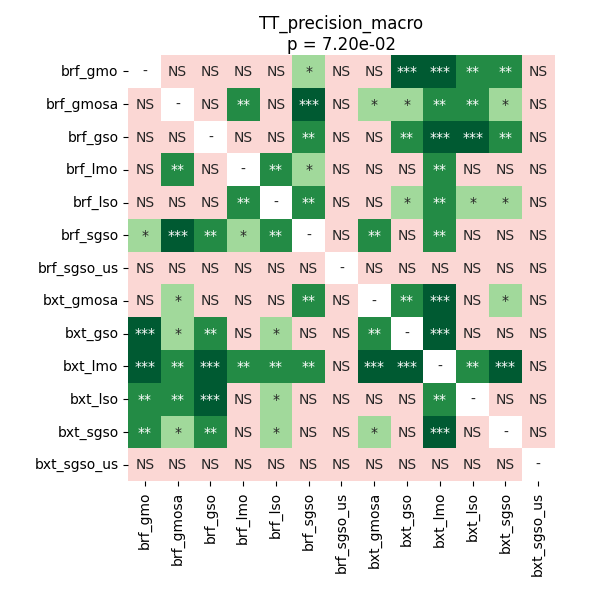 TT_precision_macro
p = 7.20e-02
brf_gmo - NS NS NS NS * NS NS *** *** ** ** NS
brf_gmosa NS - NS ** NS *** NS * * ** ** * NS
brf_gso NS NS - NS NS ** NS NS ** *** *** ** NS
brf_lmo NS ** NS - ** * NS NS NS ** NS NS NS
brf_lso NS NS NS ** - ** NS NS * ** * * NS
brf_sgso * *** ** * ** - NS ** NS ** NS NS NS
brf_sgso_us NS NS NS NS NS NS - NS NS NS NS NS NS
bxt_gmosa NS * NS NS NS ** NS - ** *** NS * NS
bxt_gso *** * ** NS * NS NS ** - *** NS NS NS
bxt_lmo *** ** *** ** ** ** NS *** *** - ** *** NS
bxt_lso ** ** *** NS * NS NS NS NS ** - NS NS
bxt_sgso ** * ** NS * NS NS * NS *** NS - NS
bxt_sgso_us NS NS NS NS NS NS NS NS NS NS NS NS -
brf_gmo
brf_gmosa
brf_gso
brf_lmo
brf_lso
brf_sgso
brf_sgso_us
bxt_gmosa
bxt_gso
bxt_lmo
bxt_lso
bxt_sgso
bxt_sgso_us